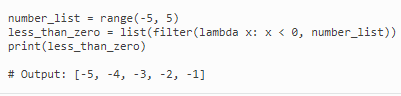 number_list = range(-5, 5)
less_than_zero = list(filter(lambda x: x < 0, number_list))
print(less_than_zero)
# Output: [-5, -4, -3, -2, -1]